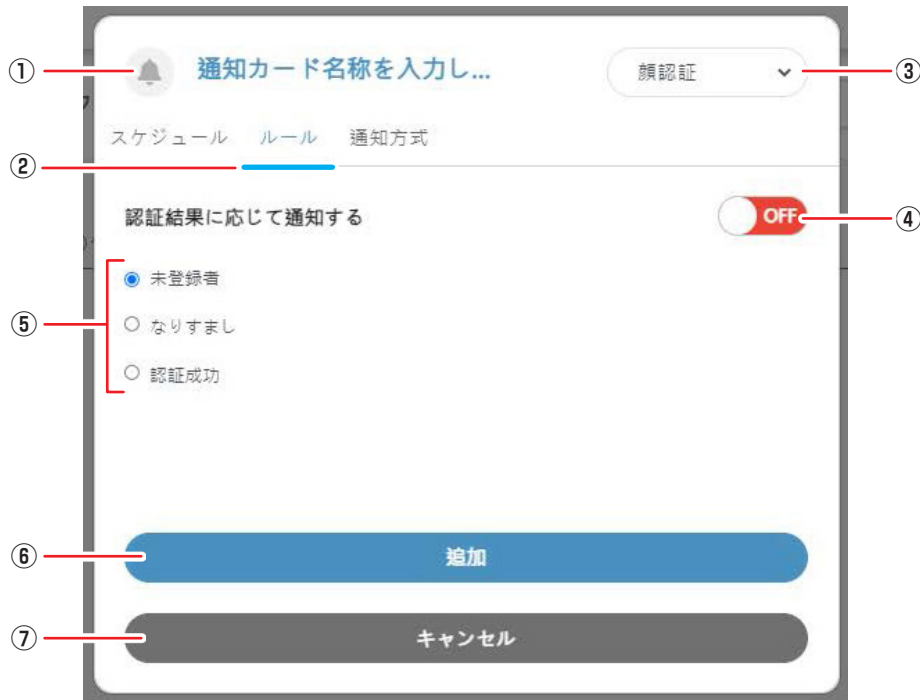 ① 通知カード名称を入力し... 顔認証 ③
スケジュール ルール 通知方式
②
認証結果に応じて通知する OFF ④
未登録者
⑤ なりすまし
認証成功
⑥ 追加
⑦ キャンセル